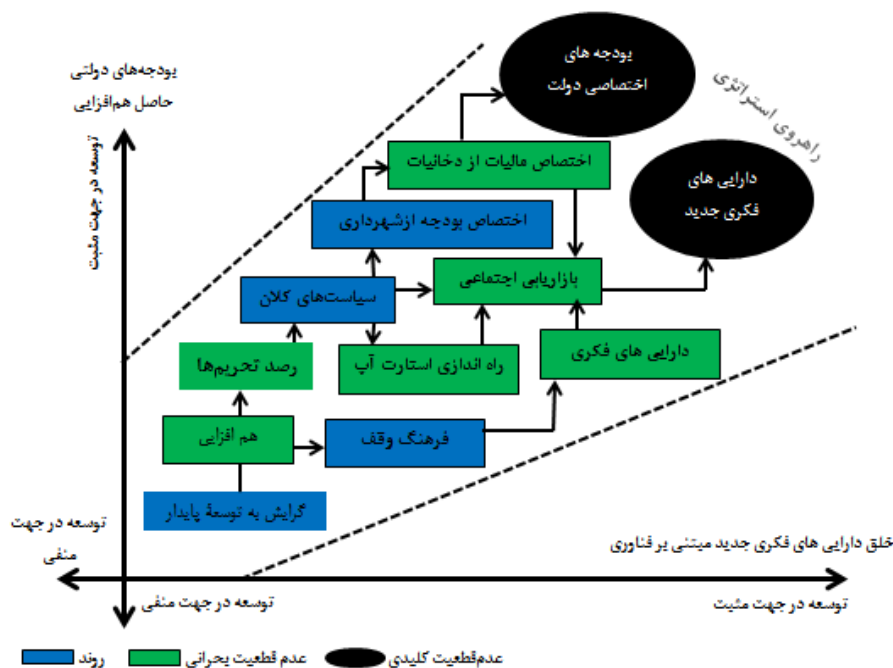 بودجه‌های دولتی
حاصل هم‌افزایی
توسعه در جهت مثبت
بودجه های
اختصاصی دولت
راهروی استراتژی
دارایی های
فکری جدید
اختصاص مالیات از دخانیات
اختصاص بودجه ازشهرداری
بازاریابی اجتماعی
سیاست‌های کلان
رصد تحریم‌ها
راه اندازی استارت آپ
دارایی های فکری
هم افزایی
فرهنگ وقف
گرایش به توسعۀ پایدار
توسعه در جهت
منفی
خلق دارایی های فکری جدید مبتنی بر فناوری
توسعه در جهت منفی
توسعه در جهت مثبت
روند
عدم قطعیت بحرانی
عدم‌قطعیت کلیدی